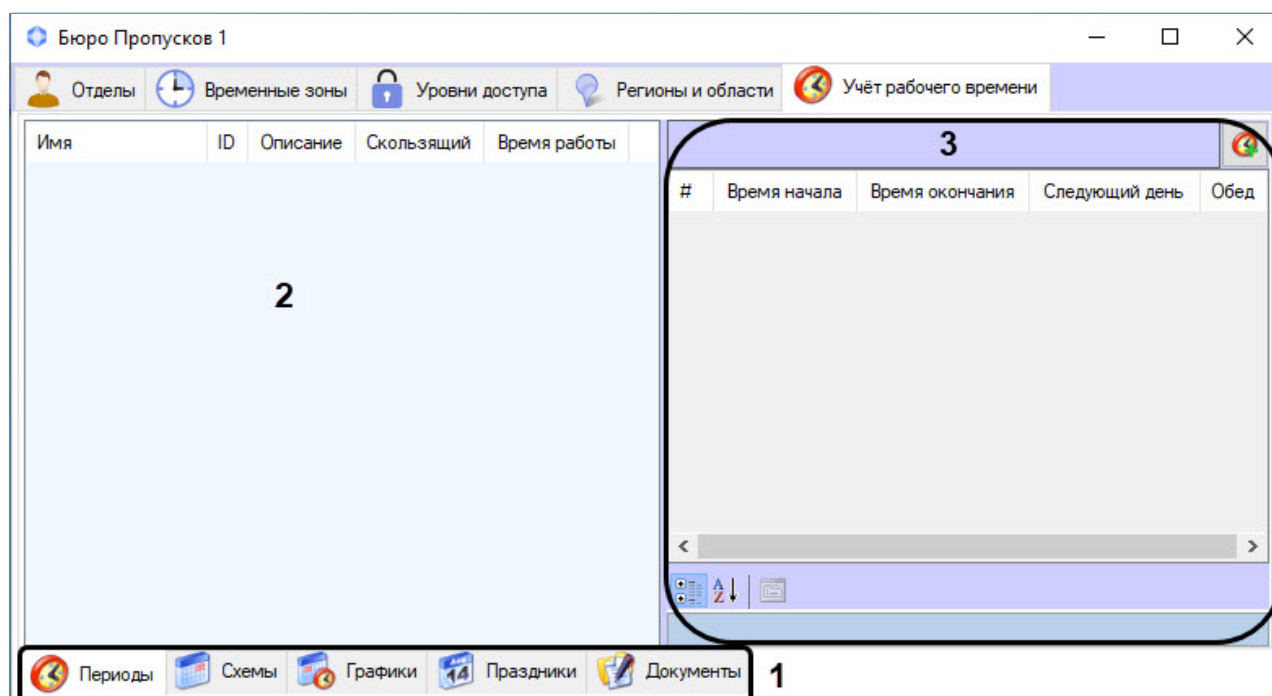 Бюро Пропусков 1
Отделы Временные зоны Уровни доступа Регионы и области Учёт рабочего времени
Имя ID Описание Скользящий Время работы
3
# Время начала Время окончания Следующий день Обед
2
Периоды Схемы Графики Праздники Документы 1